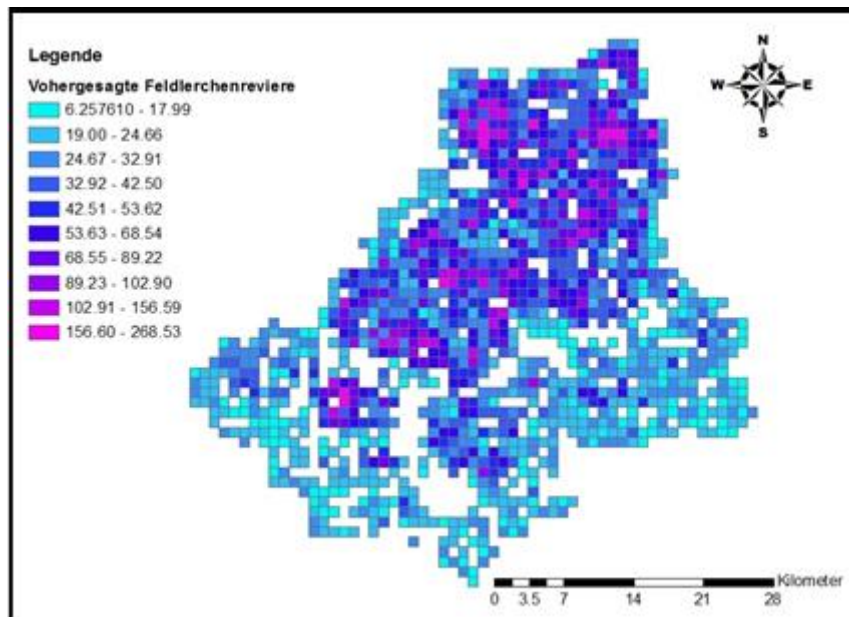 Legende
Vohergesagte Feldlerchenreviere
6.257610 - 17.99
19.00 - 24.66
24.67 - 32.91
32.92 - 42.50
42.51 - 53.62
53.63 - 68.54
68.55 - 89.22
89.23 - 102.90
102.91 - 156.59
156.60 - 268.53
N
W E
S
Kilometer
0 3.5 7 14 21 28